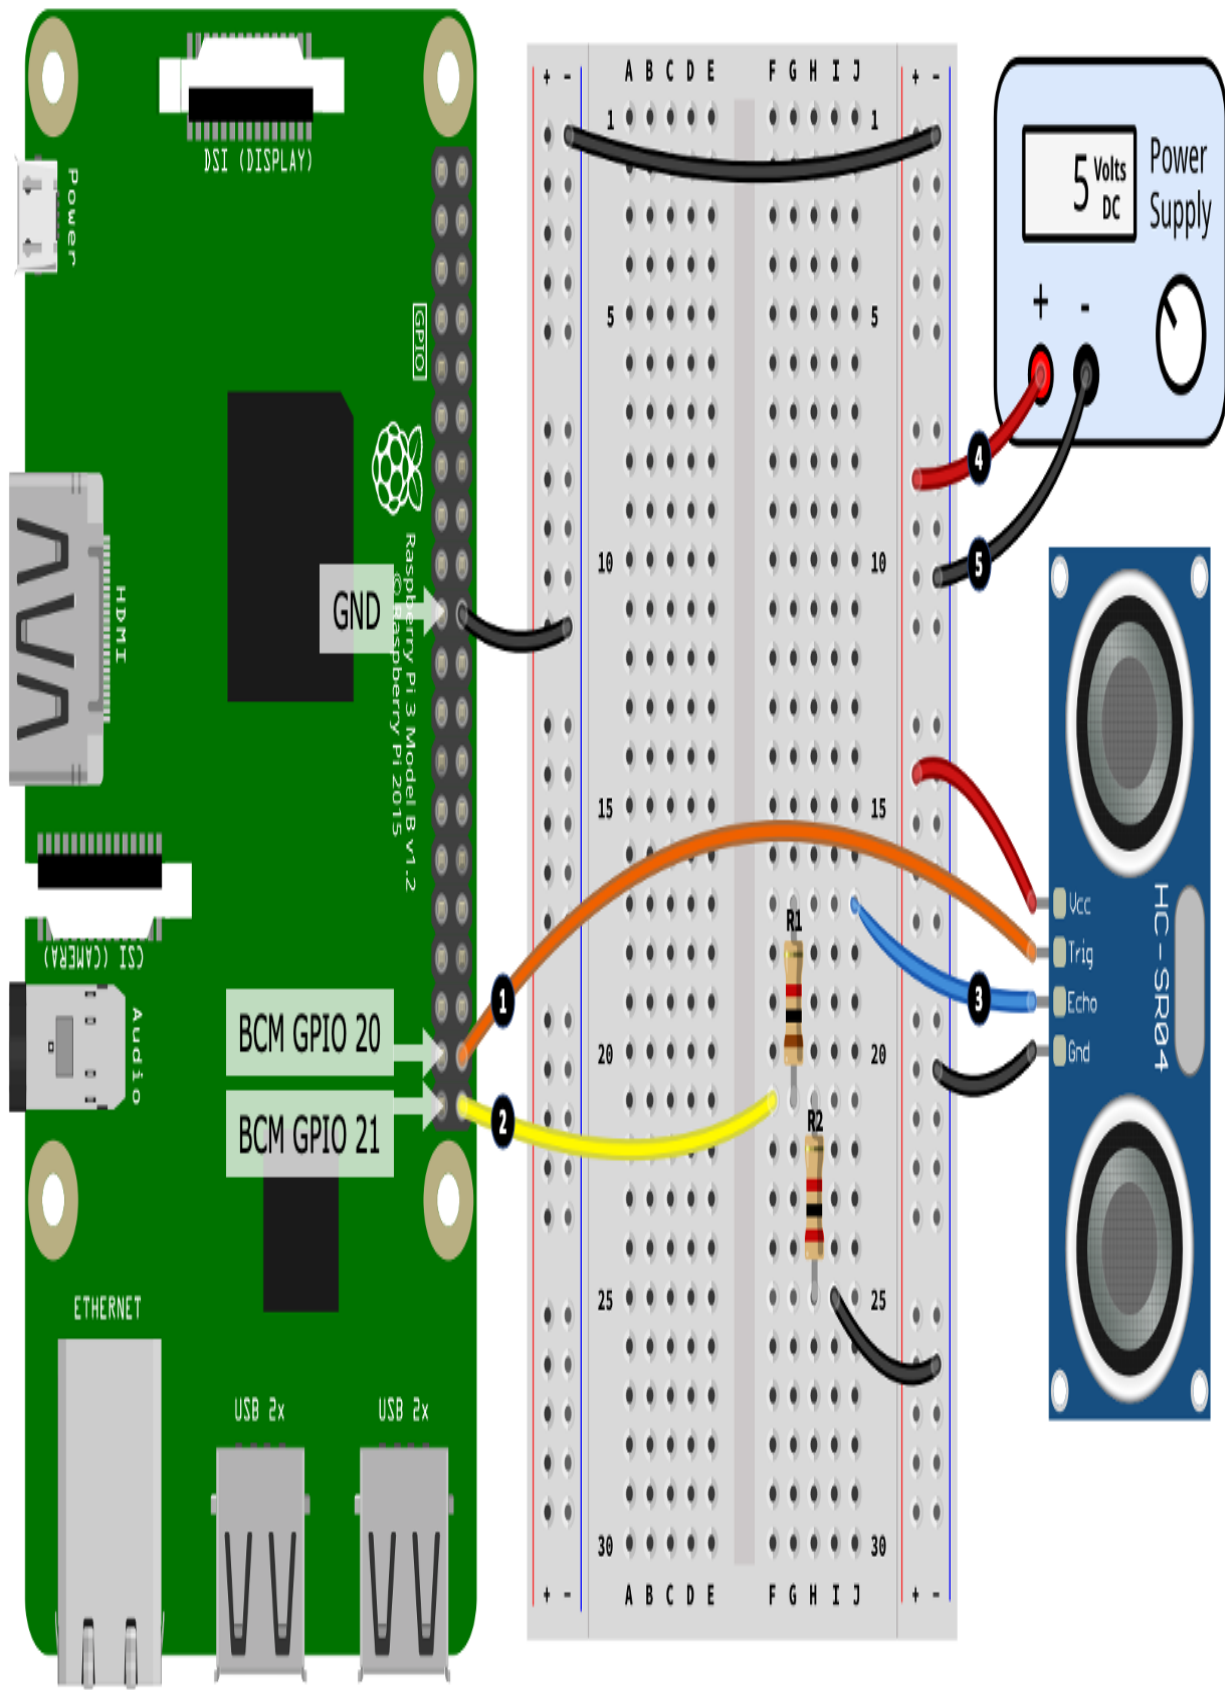 DSI (DISPLAY)
Power
GPIO
HDMI
Raspberry Pi 3 Model B v1.2
© Raspberry Pi 2015
GND
CSI (CAMERA)
Audio
BCM GPIO 20
BCM GPIO 21
ETHERNET
USB 2x
USB 2x
+ - A B C D E F G H I J + -
1 1
5 5
10 10
15 15
20 20
25 25
30 30
+ - A B C D E F G H I J + -
R1
R2
1
2
3
4
5
5 Volts
DC
Power
Supply
+ -
Vcc
Trig
Echo
Gnd
HC-SR04